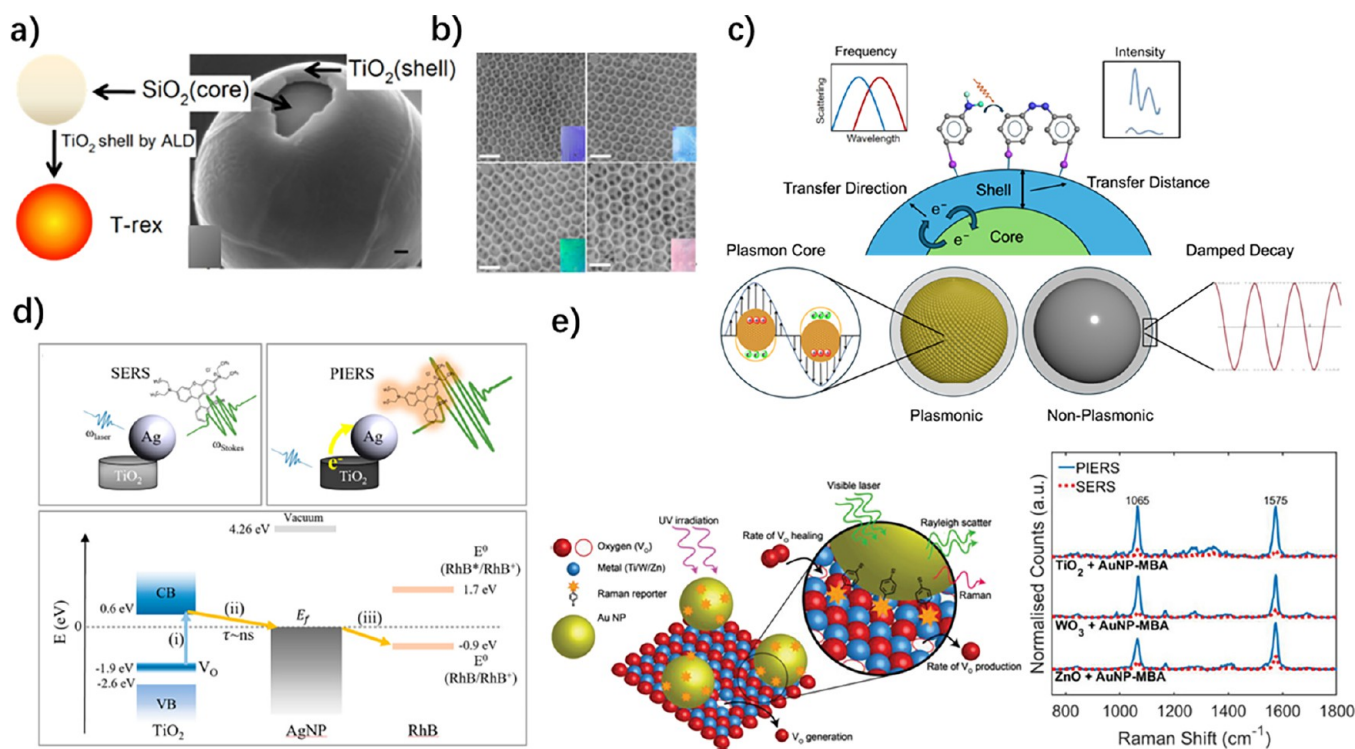 a)
TiO2(shell)
SiO2(core)
TiO2 shell by ALD
T-rex
b)
c)
Frequency
Scattering
Wavelength
Intensity
Transfer Direction
Shell
Transfer Distance
e−
e−
Core
Plasmon Core
Damped Decay
Plasmonic
Non-Plasmonic
d)
SERS
ωlaser
Ag
ωStokes
TiO2
PIERS
Ag
e-
TiO2
Vacuum
4.26 eV
E (eV)
CB
0.6 eV
0
(i)
(ii)
τ~ns
Ef
(iii)
-1.9 eV
VO
-2.6 eV
VB
E0
(RhB*/RhB+)
1.7 eV
-0.9 eV
E0
(RhB/RhB+)
TiO2
AgNP
RhB
e)
UV irradiation
Oxygen (VO)
Metal (Ti/W/Zn)
Raman reporter
Au NP
Visible laser
Rayleigh scatter
Rate of VO healing
Raman
Rate of VO production
VO generation
Normalised Counts (a.u.)
PIERS
SERS
1065
1575
TiO2 + AuNP-MBA
WO3 + AuNP-MBA
ZnO + AuNP-MBA
800 1000 1200 1400 1600 1800
Raman Shift (cm-1)